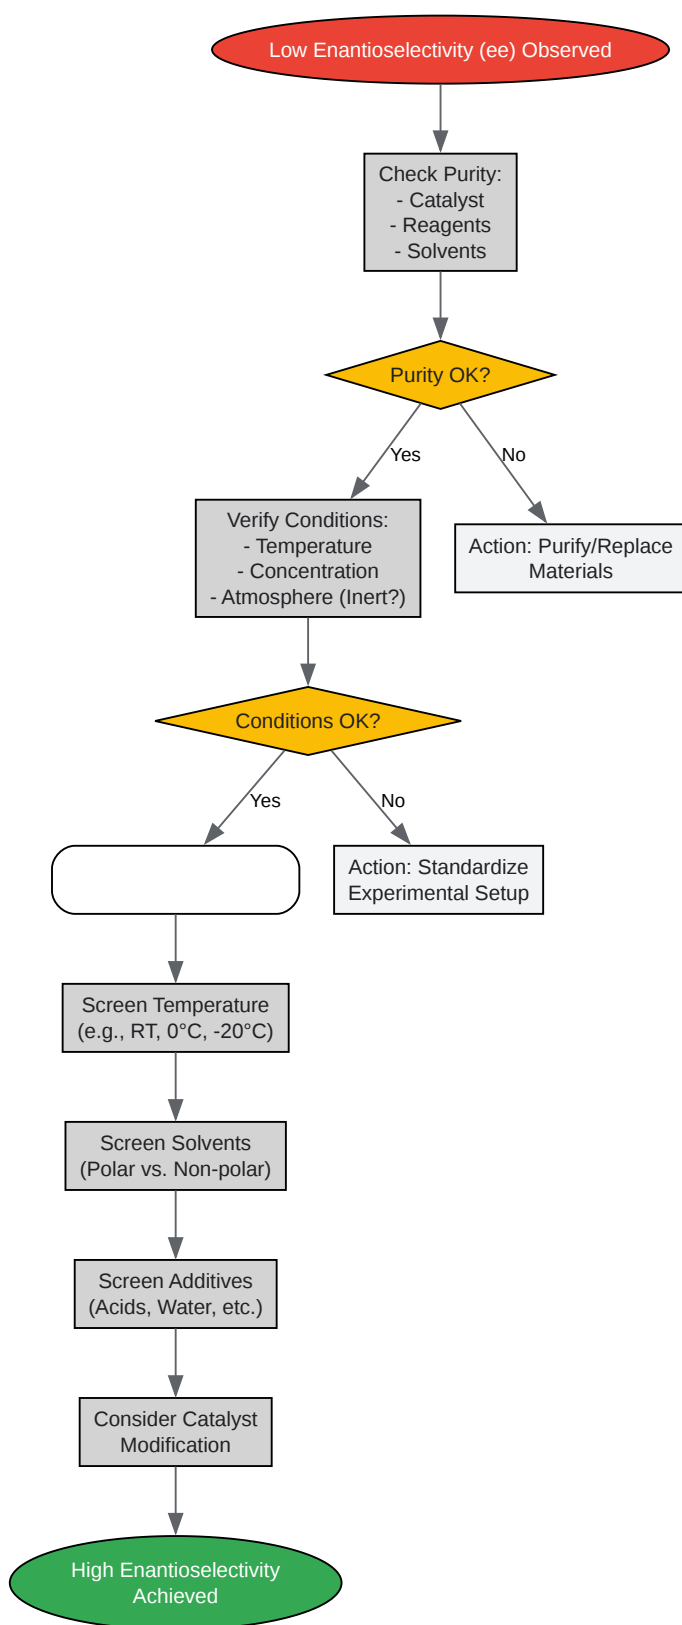 Low Enantioselectivity (ee) Observed
Check Purity:
- Catalyst
- Reagents
- Solvents
Purity OK?
Yes
No
Verify Conditions:
- Temperature
- Concentration
- Atmosphere (Inert?)
Action: Purify/Replace
Materials
Conditions OK?
Yes
No
Action: Standardize
Experimental Setup
Screen Temperature
(e.g., RT, 0°C, -20°C)
Screen Solvents
(Polar vs. Non-polar)
Screen Additives
(Acids, Water, etc.)
Consider Catalyst
Modification
High Enantioselectivity
Achieved